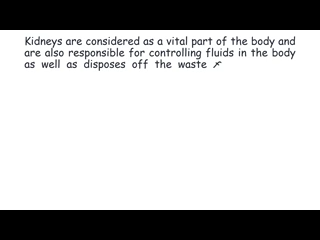 Kidneys are considered as a vital part of the body and
are also responsible for controlling fluids in the body
as well as disposes off the waste